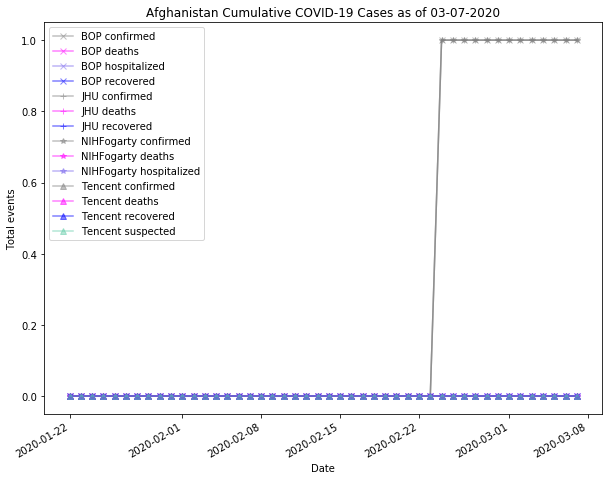 Afghanistan Cumulative COVID-19 Cases as of 03-07-2020
BOP confirmed
BOP deaths
BOP hospitalized
BOP recovered
JHU confirmed
JHU deaths
JHU recovered
NIHFogarty confirmed
NIHFogarty deaths
NIHFogarty hospitalized
Tencent confirmed
Tencent deaths
Tencent recovered
Tencent suspected
Total events
1.0
0.8
0.6
0.4
0.2
0.0
2020-01-22
2020-02-01
2020-02-08
2020-02-15
2020-02-22
2020-03-01
2020-03-08
Date